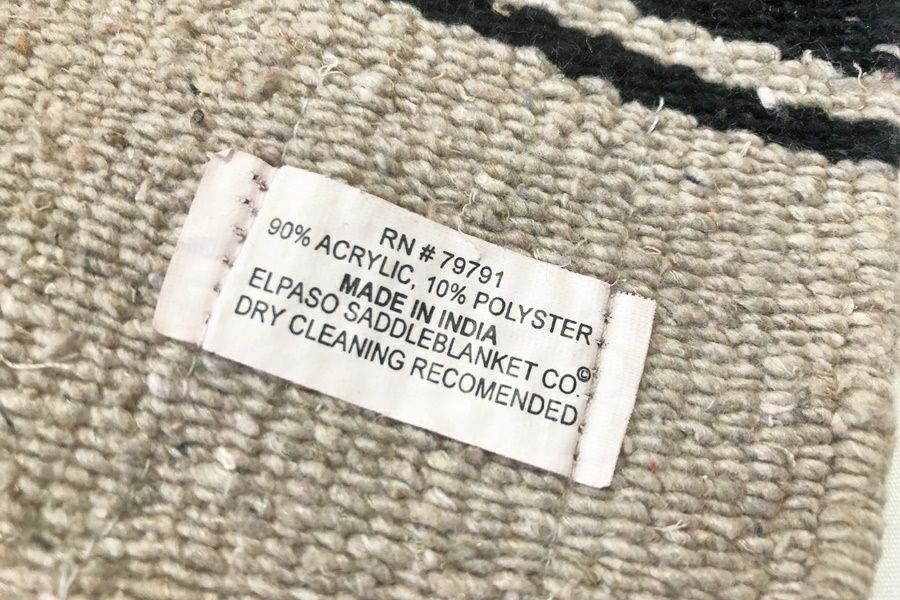 RN # 79791
90% ACRYLIC, 10% POLYSTER
MADE IN INDIA
ELPASO SADDLEBLANKET CO©.
DRY CLEANING RECOMENDED